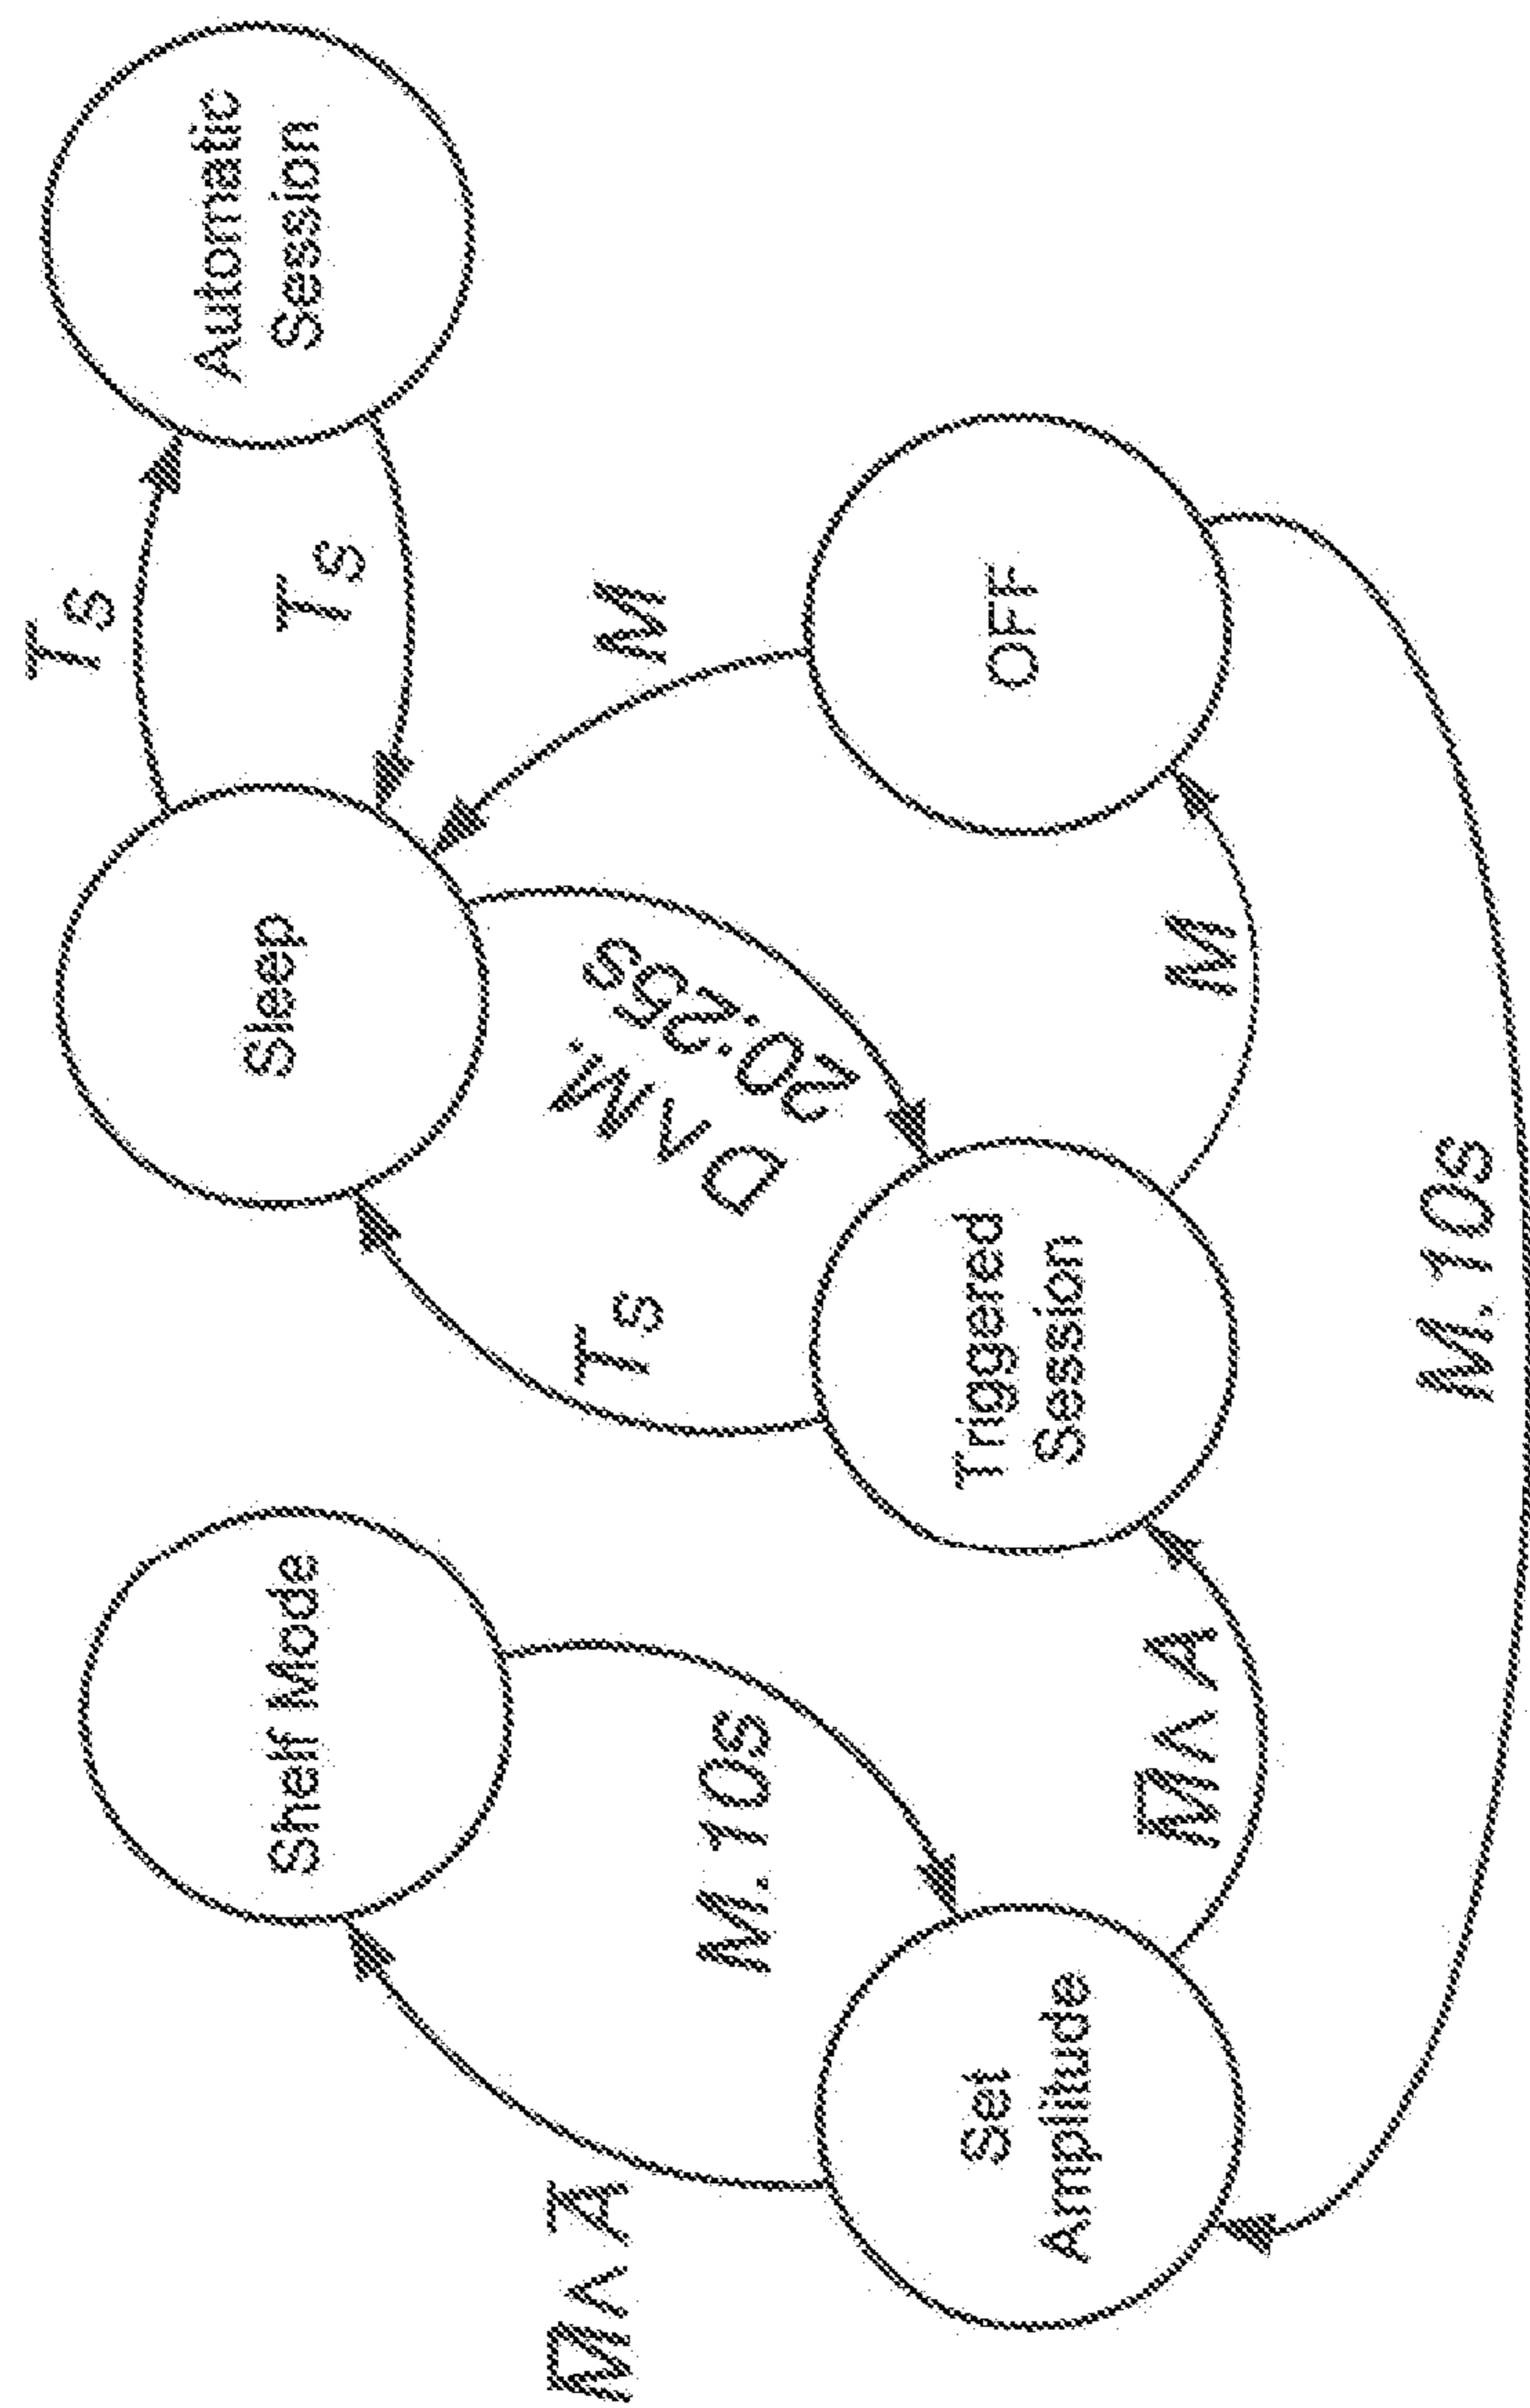 Ts
Automatic
Session
Ts
Shelf Mode
Sleep
M̅ ∧ A̅
Ts
D ∧ M.
20:25s
M
M.10s
Set
Amplitude
Triggered
Session
OFF
M̅ ∧ A
M
M.10s